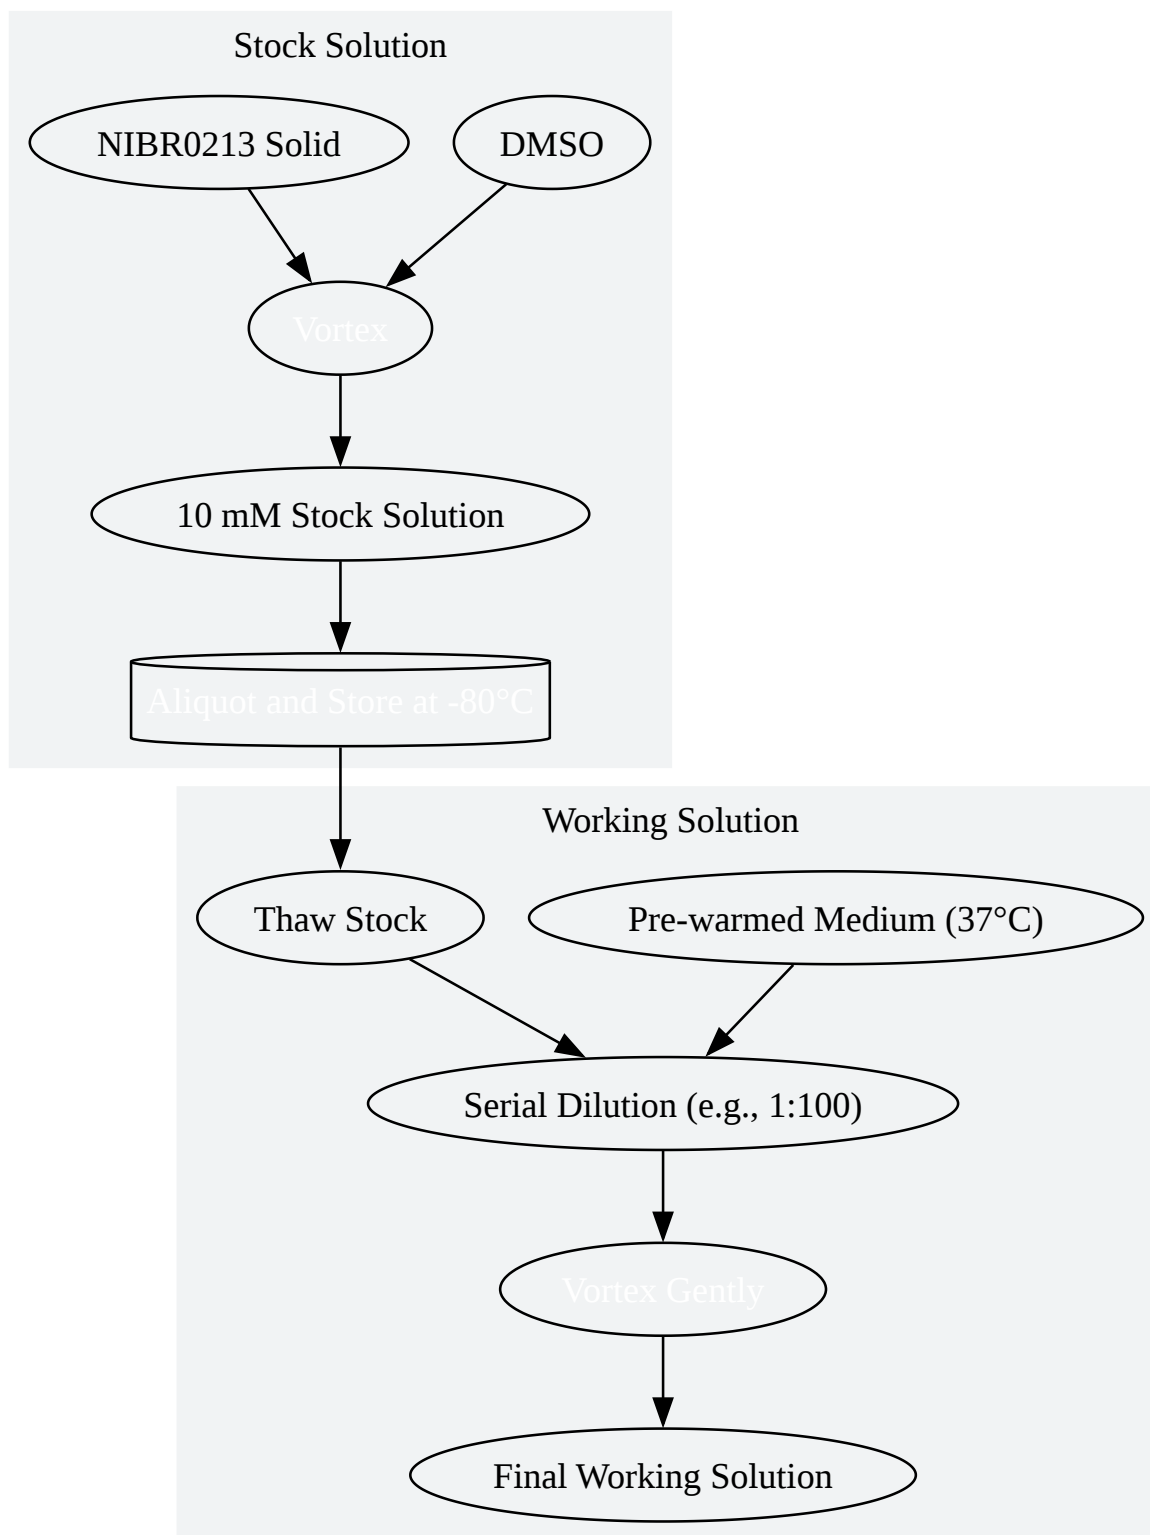 Stock Solution
NIBR0213 Solid
DMSO
Vortex
10 mM Stock Solution
Aliquot and Store at -80°C
Working Solution
Thaw Stock
Pre-warmed Medium (37°C)
Serial Dilution (e.g., 1:100)
Vortex Gently
Final Working Solution